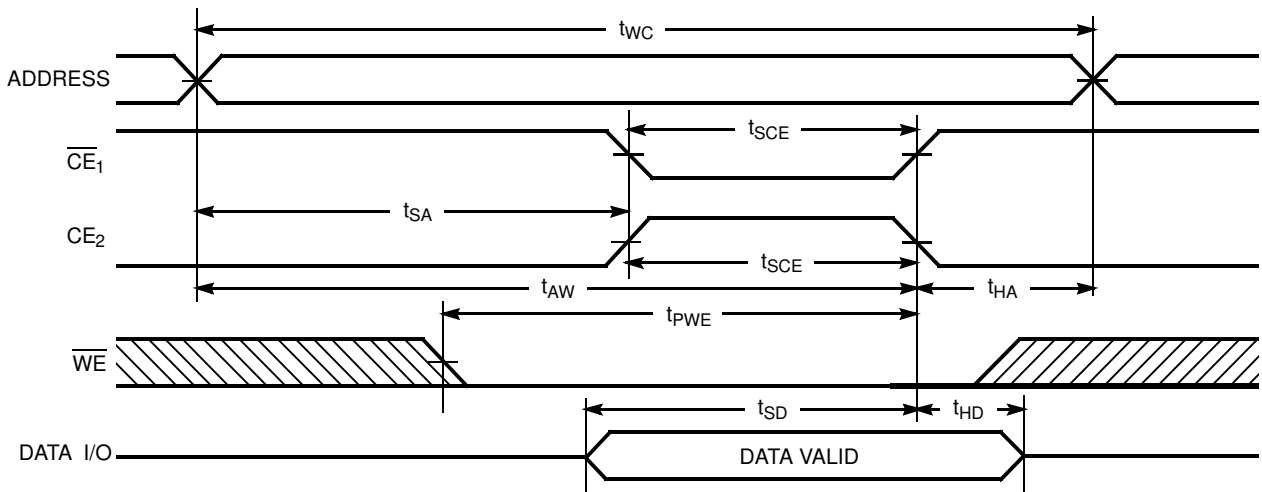 tWC
ADDRESS
tSCE
CE1
tSA
CE2
tSCE
tAW
tHA
tPWE
WE
tSD
tHD
DATA I/O
DATA VALID